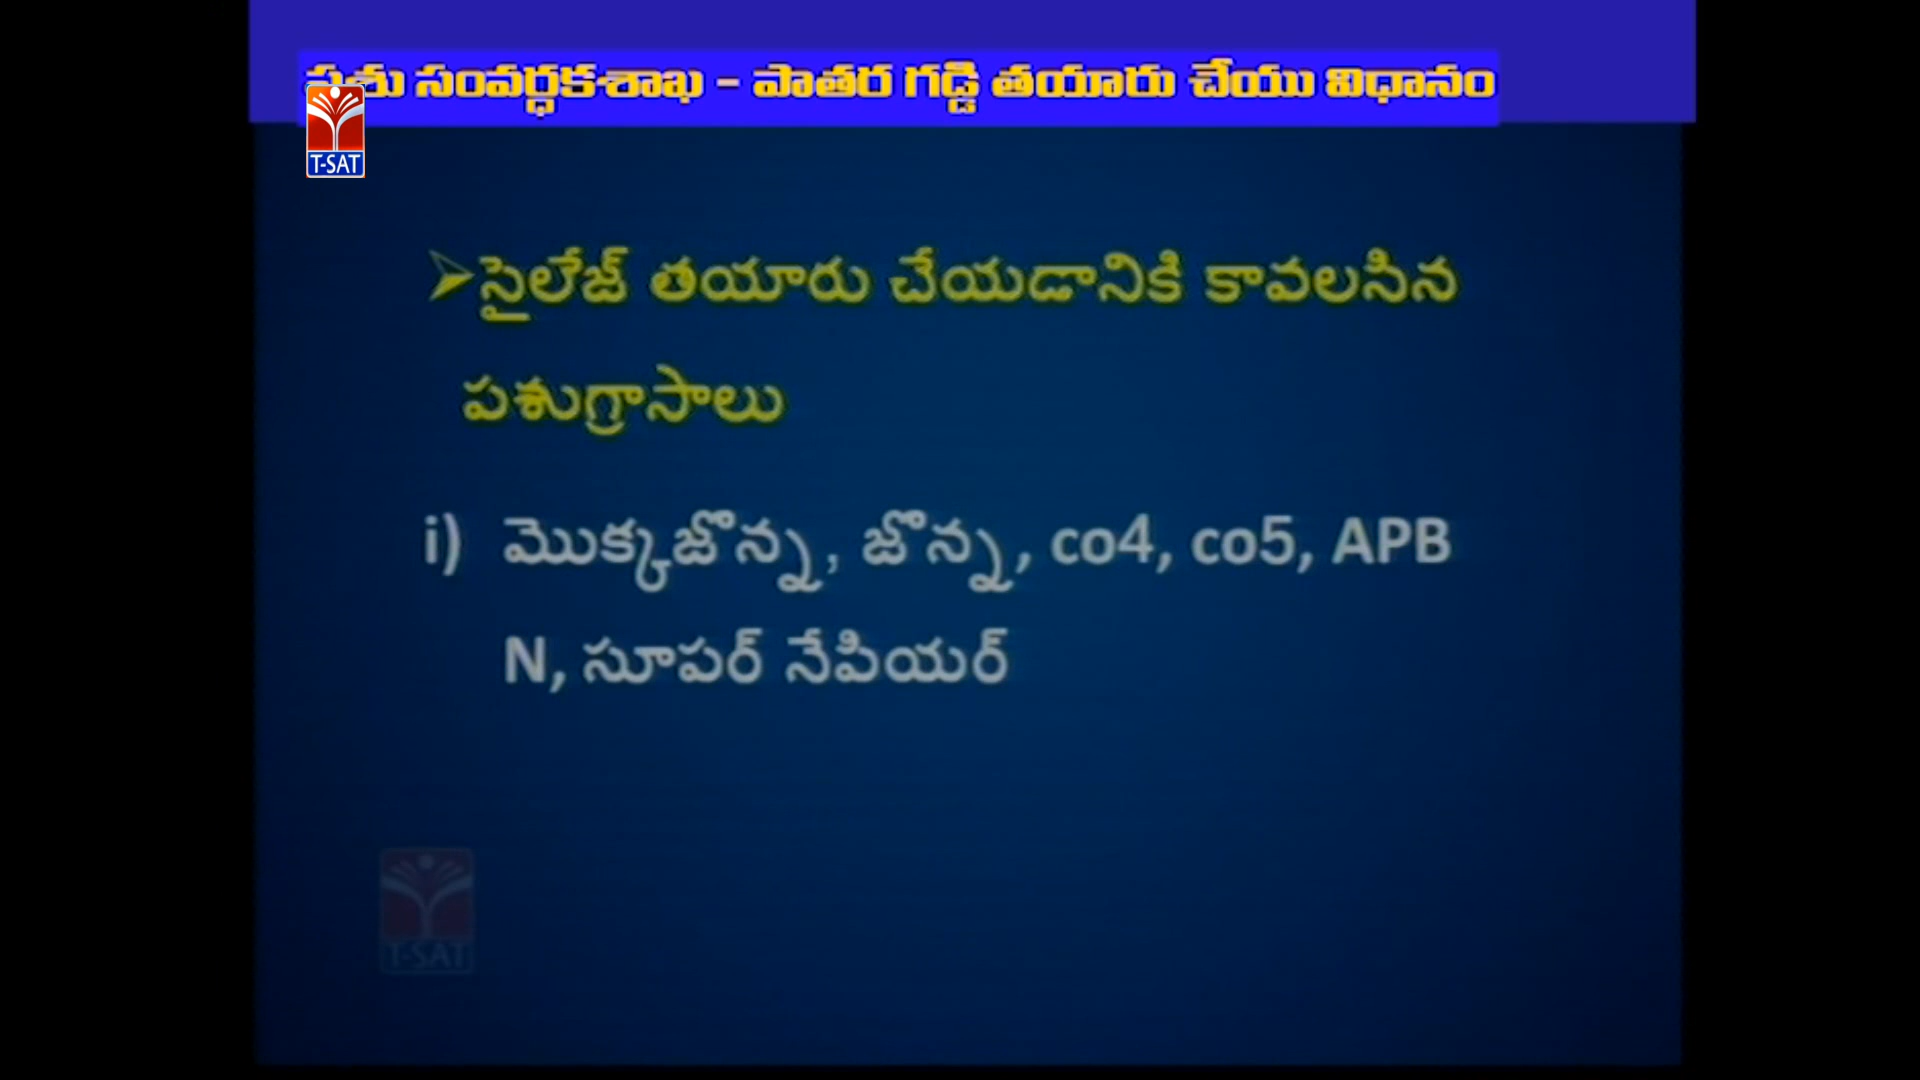 పశు సంవర్ధకశాఖ - పాతర గడ్డి తయారు చేయు విధానం
T-SAT
➢సైలేజ్ తయారు చేయడానికి కావలసిన
పశుగ్రాసాలు
i) మొక్కజొన్న, జొన్న, co4, co5, APB
N, సూపర్ నేపియర్
T-SAT